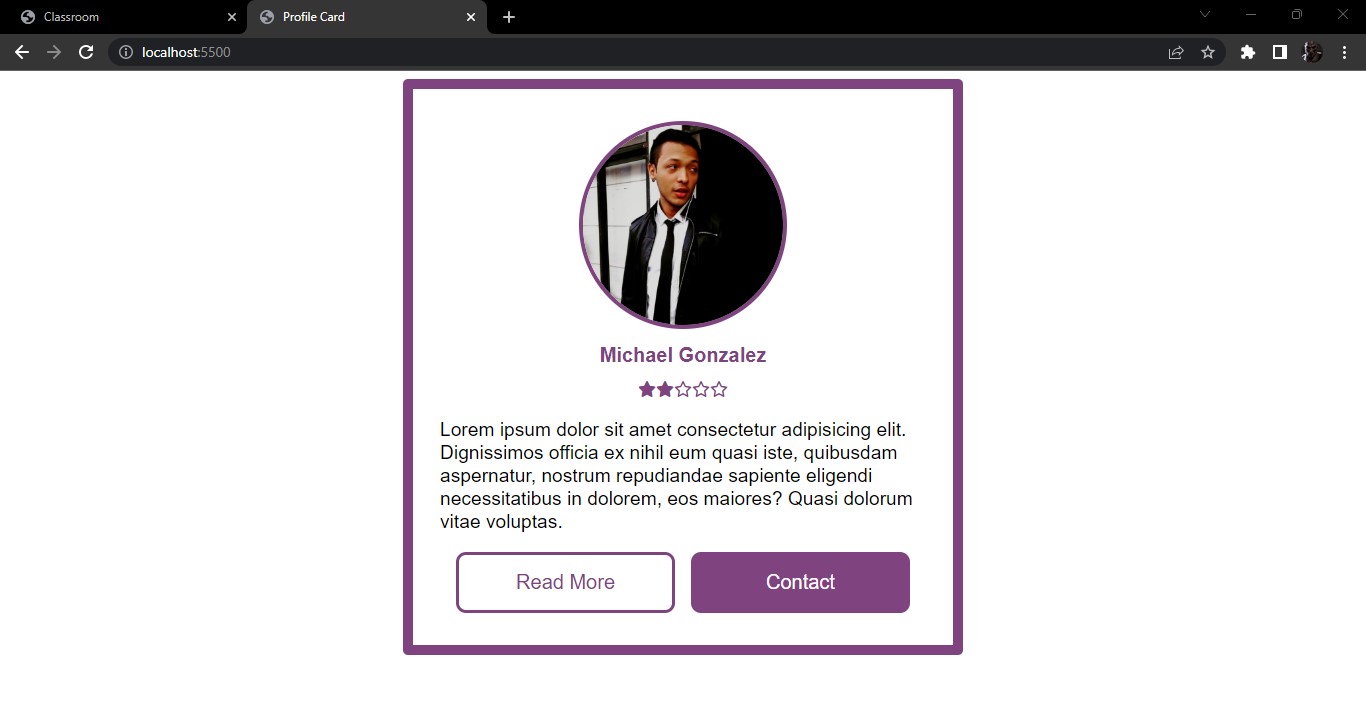 Classroom
Profile Card
localhost:5500
Michael Gonzalez
Lorem ipsum dolor sit amet consectetur adipisicing elit.
Dignissimos officia ex nihil eum quasi iste, quibusdam
aspernatur, nostrum repudiandae sapiente eligendi
necessitatibus in dolorem, eos maiores? Quasi dolorum
vitae voluptas.
Read More
Contact